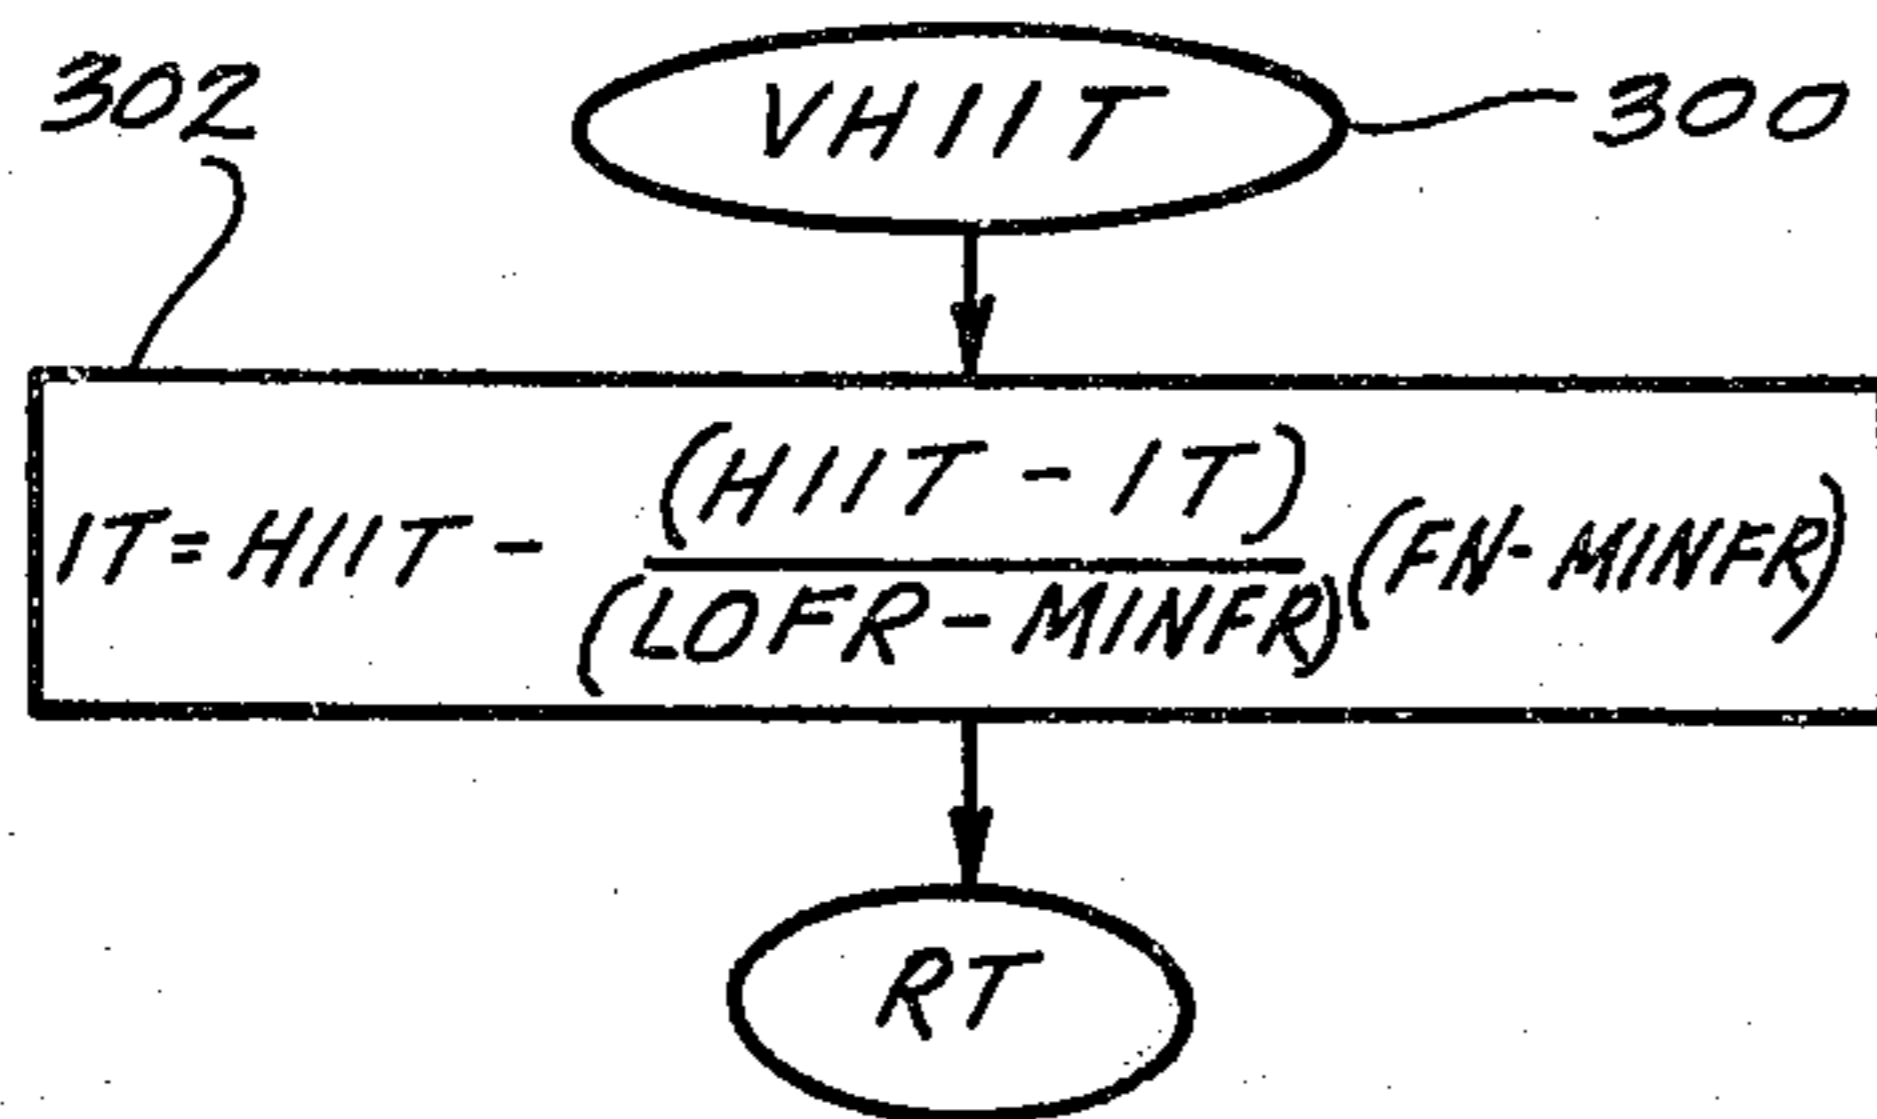 302
VHIIT
300
IT = HIIT - (HIIT - IT) / (LOFR - MINFR) (FN - MINFR)
RT